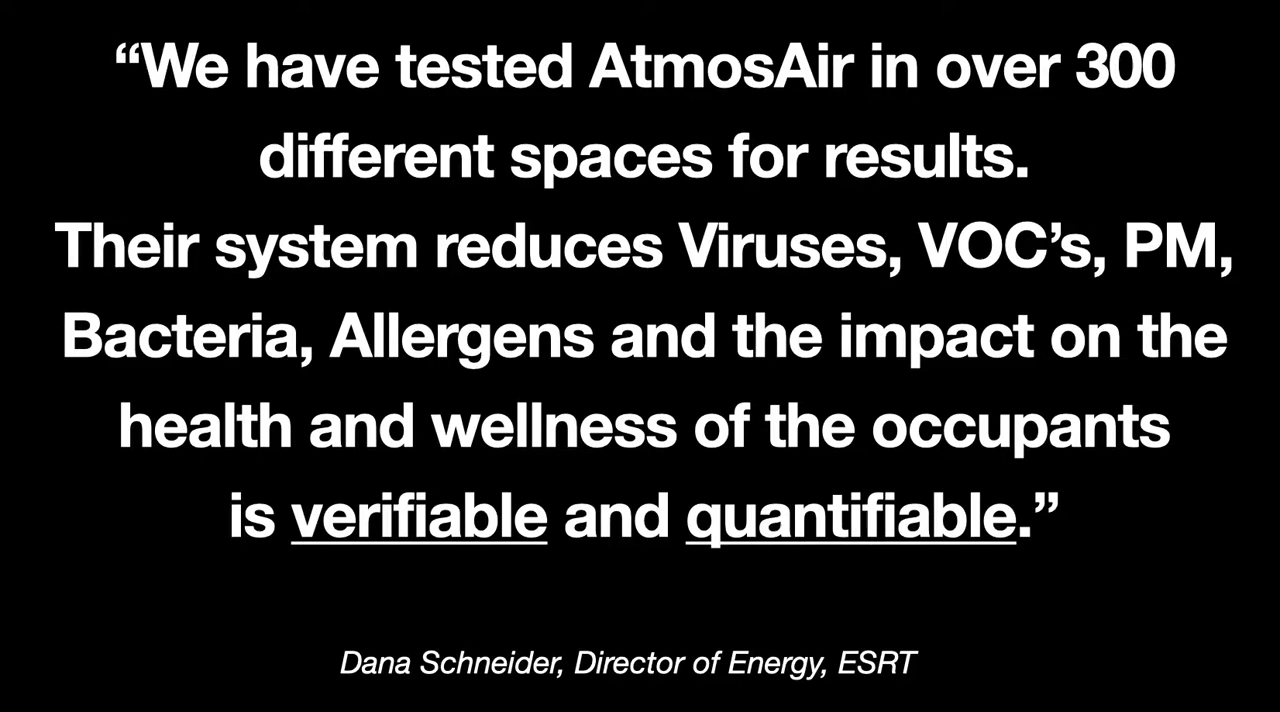 “We have tested AtmosAir in over 300
different spaces for results.
Their system reduces Viruses, VOC’s, PM,
Bacteria, Allergens and the impact on the
health and wellness of the occupants
is verifiable and quantifiable.”
Dana Schneider, Director of Energy, ESRT